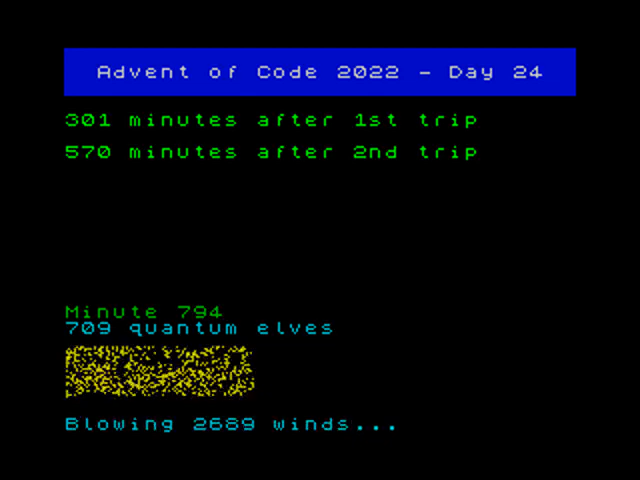 Advent of Code 2022 - Day 24
301 minutes after 1st trip
570 minutes after 2nd trip
Minute 794
709 quantum elves
Blowing 2689 winds...